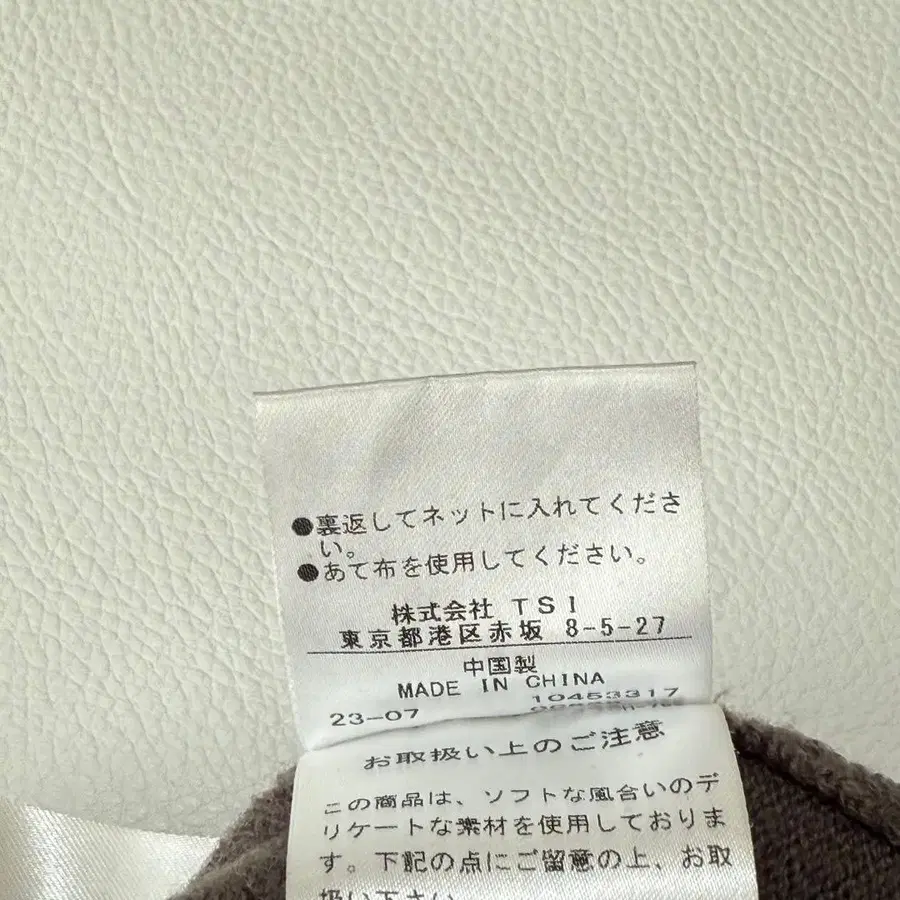 ●裏返してネットに入れてくださ
い。
●あて布を使用してください。
株式会社 TSI
東京都港区赤坂 8-5-27
中国製
MADE IN CHINA
10453317
23-07
お取扱い上のご注意
この商品は、ソフトな風合いのデ
リケートな素材を使用しておりま
す。下記の点にご留意の上、お取
扱い下さい。